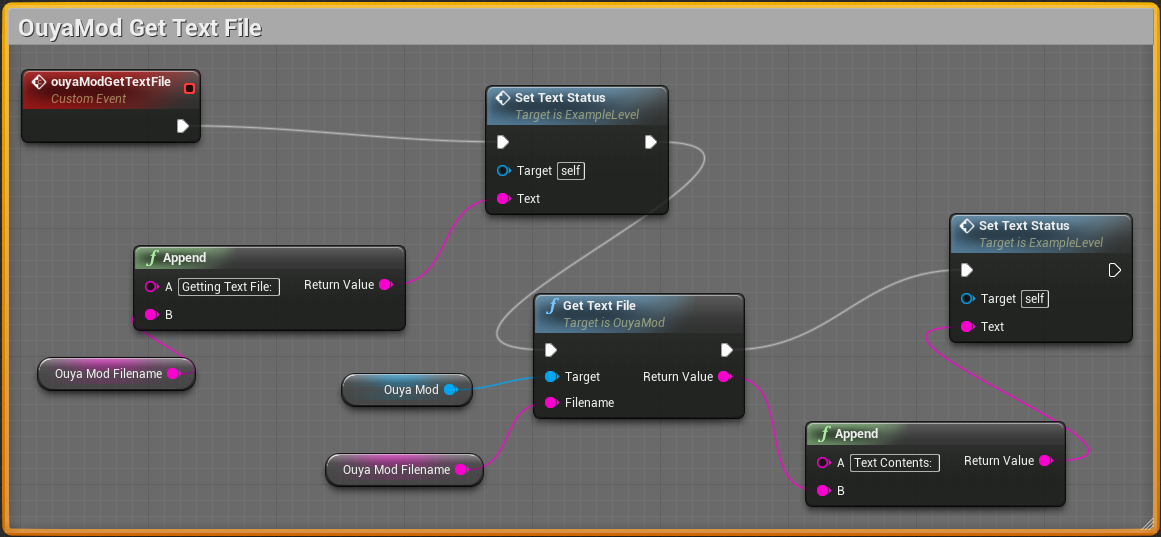 OuyaMod Get Text File
ouyaModGetTextFile
Custom Event
Set Text Status
Target is ExampleLevel
Target self
Text
f Append
A Getting Text File: Return Value
B
Ouya Mod Filename
f Get Text File
Target is OuyaMod
Target Return Value
Filename
Ouya Mod
Ouya Mod Filename
Set Text Status
Target is ExampleLevel
Target self
Text
f Append
A Text Contents: Return Value
B